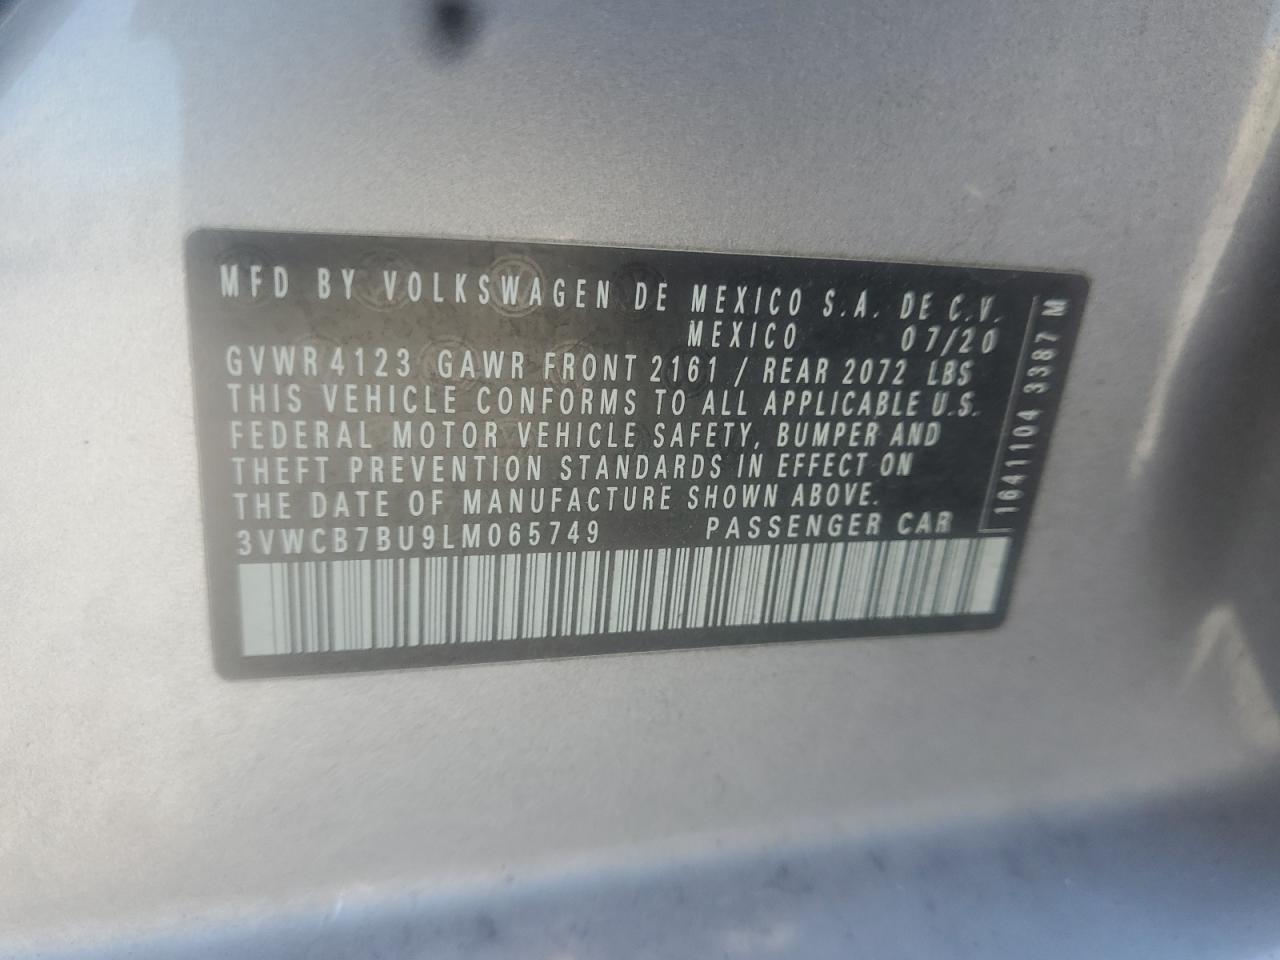 MFD BY VOLKSWAGEN DE MEXICO S.A. DE C.V.
MEXICO 07/20
GVWR 4123 GAWR FRONT 2161 / REAR 2072 LBS
THIS VEHICLE CONFORMS TO ALL APPLICABLE U.S.
FEDERAL MOTOR VEHICLE SAFETY, BUMPER AND
THEFT PREVENTION STANDARDS IN EFFECT ON
THE DATE OF MANUFACTURE SHOWN ABOVE.
3VWCB7BU9LM065749 PASSENGER CAR
1641104 3387 M